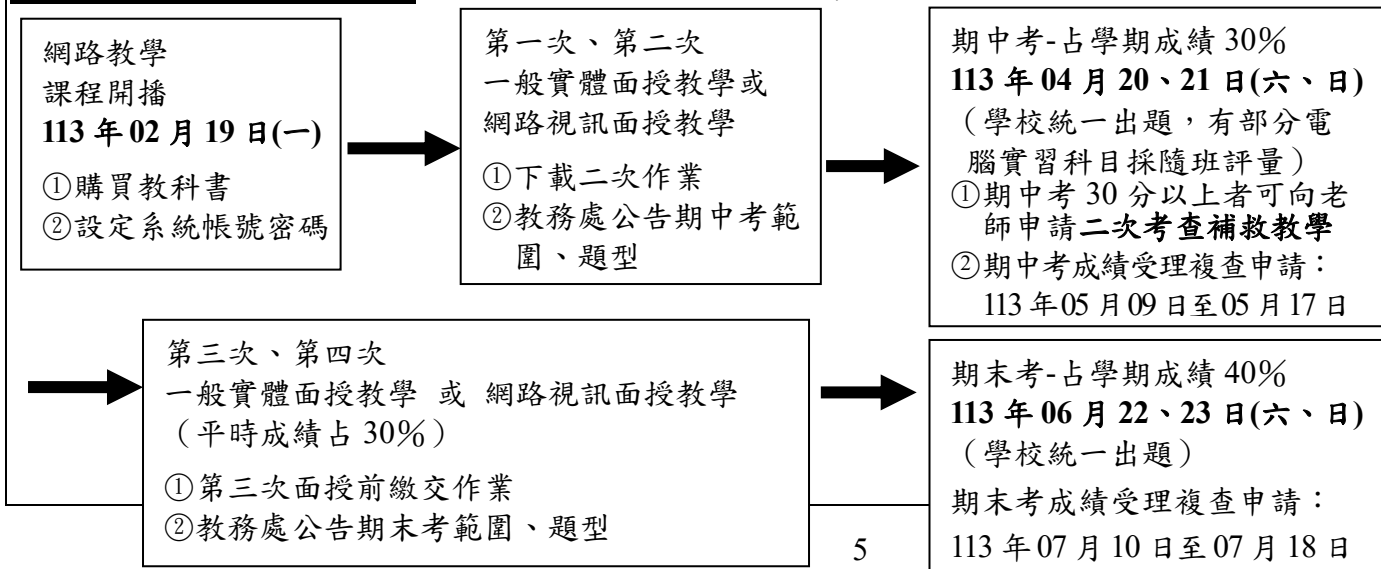 網路教學
課程開播
113 年 02 月 19 日(一)
①購買教科書
②設定系統帳號密碼
第一次、第二次
一般實體面授教學或
網路視訊面授教學
①下載二次作業
②教務處公告期中考範
圍、題型
期中考-占學期成績 30%
113 年 04 月 20、21 日(六、日)
（學校統一出題，有部分電
腦實習科目採隨班評量）
①期中考 30 分以上者可向老
師申請二次考查補救教學
②期中考成績受理複查申請：
113 年 05 月 09 日至 05 月 17 日
第三次、第四次
一般實體面授教學 或 網路視訊面授教學
（平時成績占 30%）
①第三次面授前繳交作業
②教務處公告期末考範圍、題型
期末考-占學期成績 40%
113 年 06 月 22、23 日(六、日)
（學校統一出題）
期末考成績受理複查申請：
113 年 07 月 10 日至 07 月 18 日
5